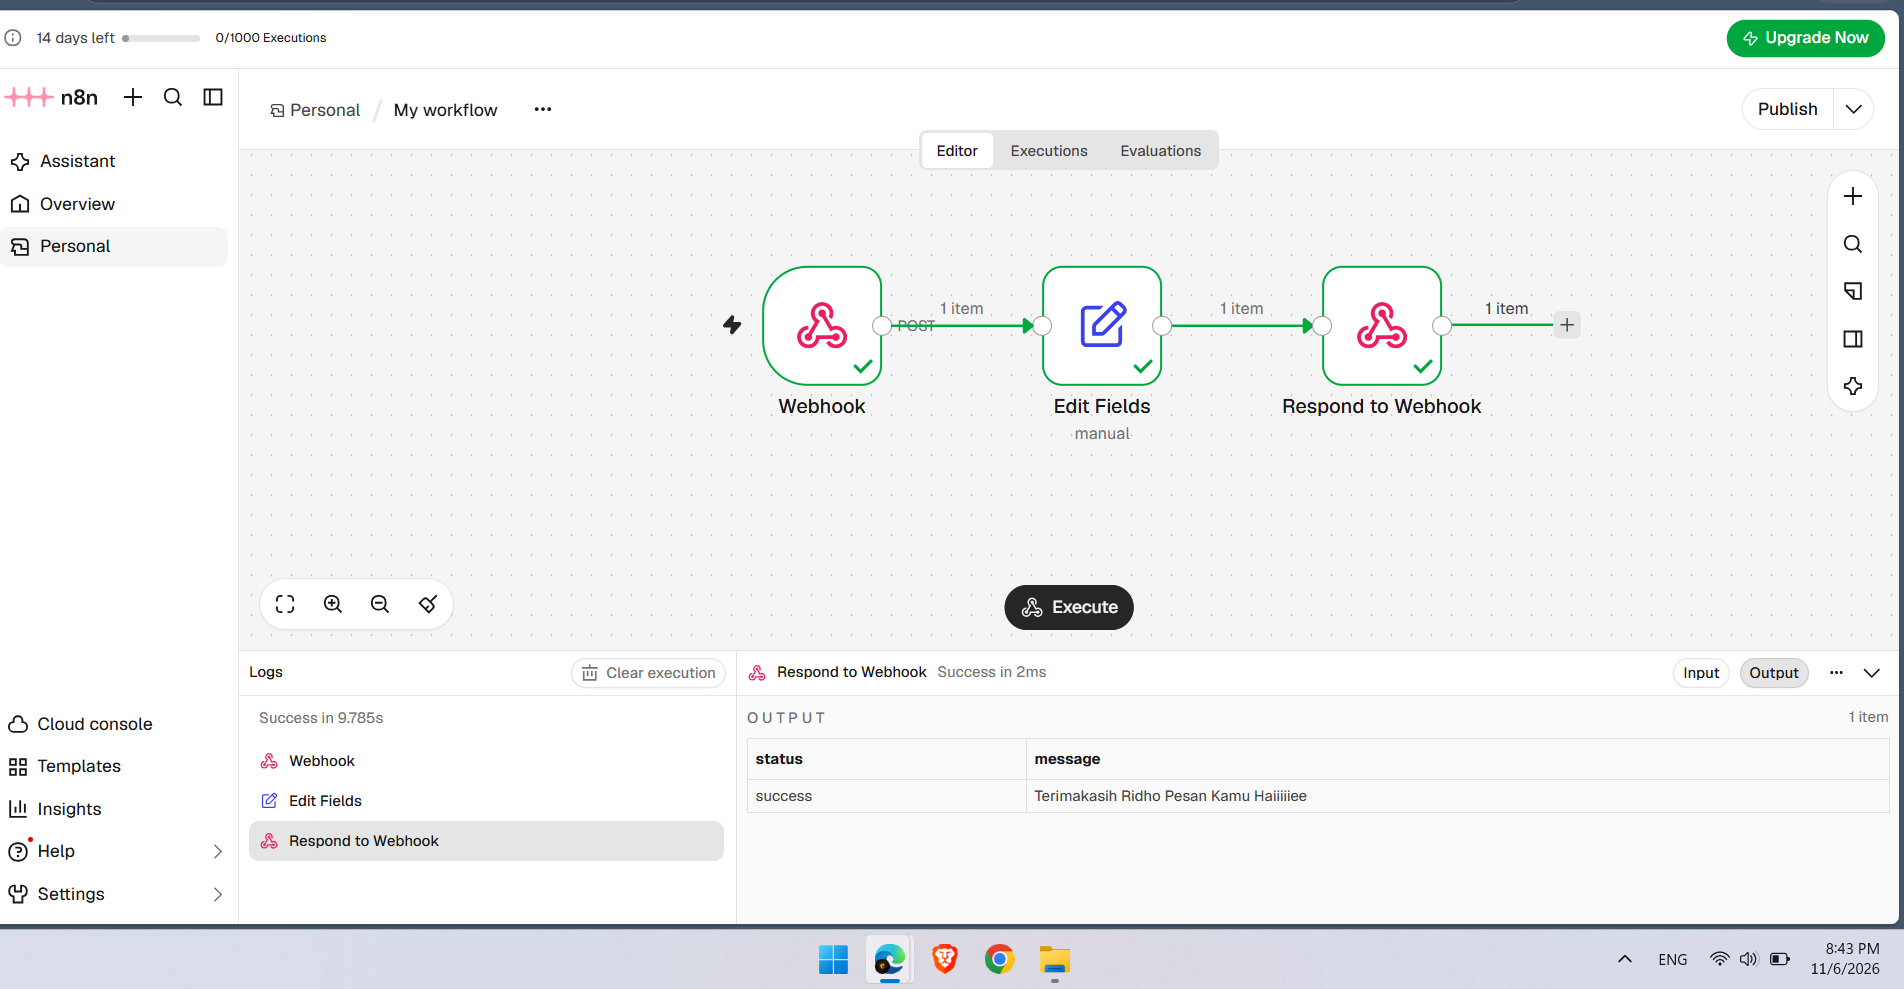 14 days left
0/1000 Executions
Upgrade Now
n8n
Personal / My workflow
Publish
Editor
Executions
Evaluations
Assistant
Overview
Personal
POST
1 item
1 item
1 item
Webhook
Edit Fields
Respond to Webhook
manual
Execute
Cloud console
Templates
Insights
Help
Settings
Logs
Clear execution
Success in 9.785s
Webhook
Edit Fields
Respond to Webhook
Respond to Webhook Success in 2ms
Input
Output
OUTPUT
1 item
status message
success Terimakasih Ridho Pesan Kamu Haiiiiiee
ENG
8:43 PM
11/6/2026